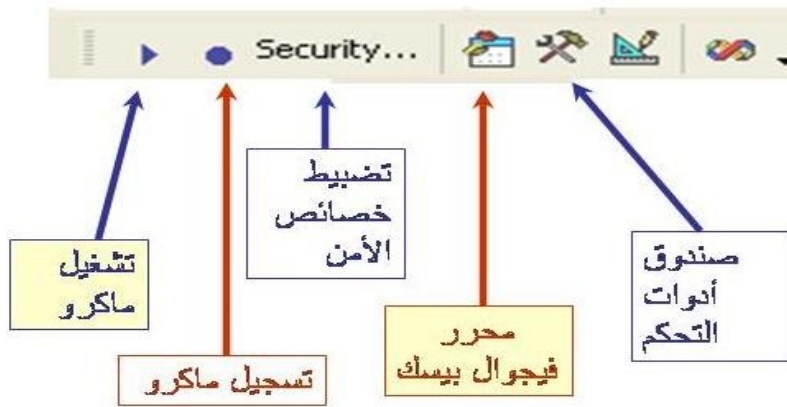 Security...
تضبيط
خصائص
الأمن
تشغيل
ماكرو
صندوق
أدوات
التحكم
محرر
فيجوال بيسك
تسجيل ماكرو